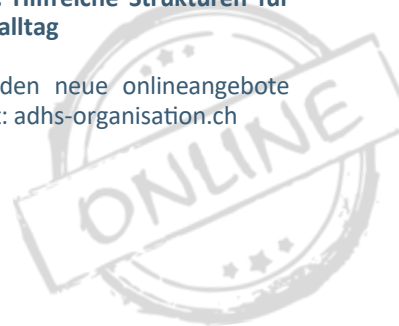 Hilfreiche Strukturen für
alltag
den neue onlineangebote
: adhs-organisation.ch
ONLINE